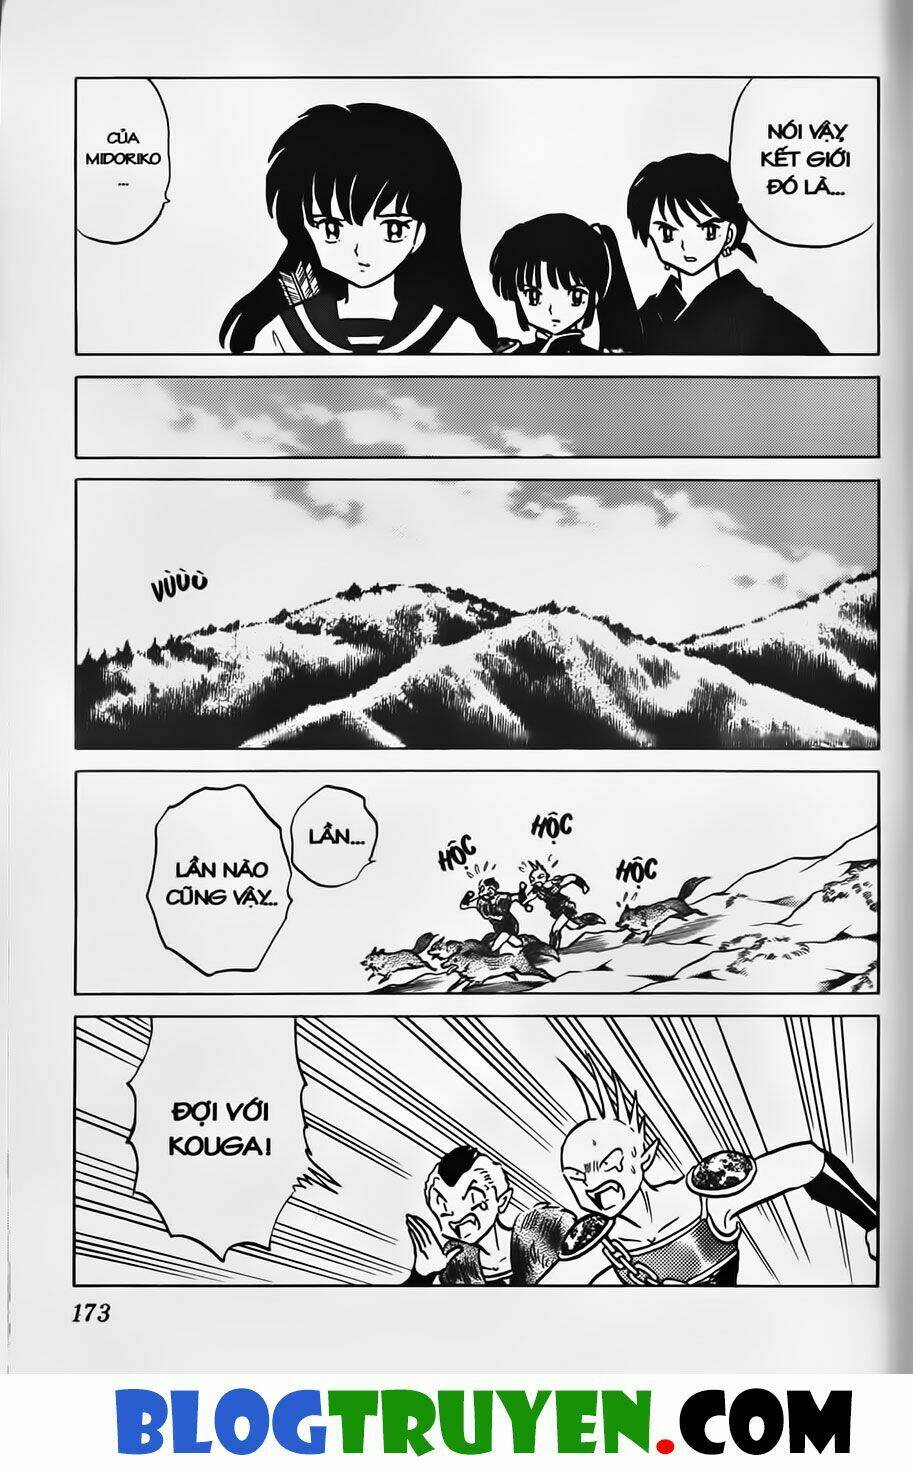 NÓI VẬY,
KẾT GIỚI
ĐÓ LÀ...
CỦA
MIDORIKO
...
VÙÙÙ
HỘC
HỘC
HỘC
LẦN...
LẦN NÀO
CŨNG VẬY...
ĐỢI VỚI
KOUGA!
173
BLOGTRUYEN.COM